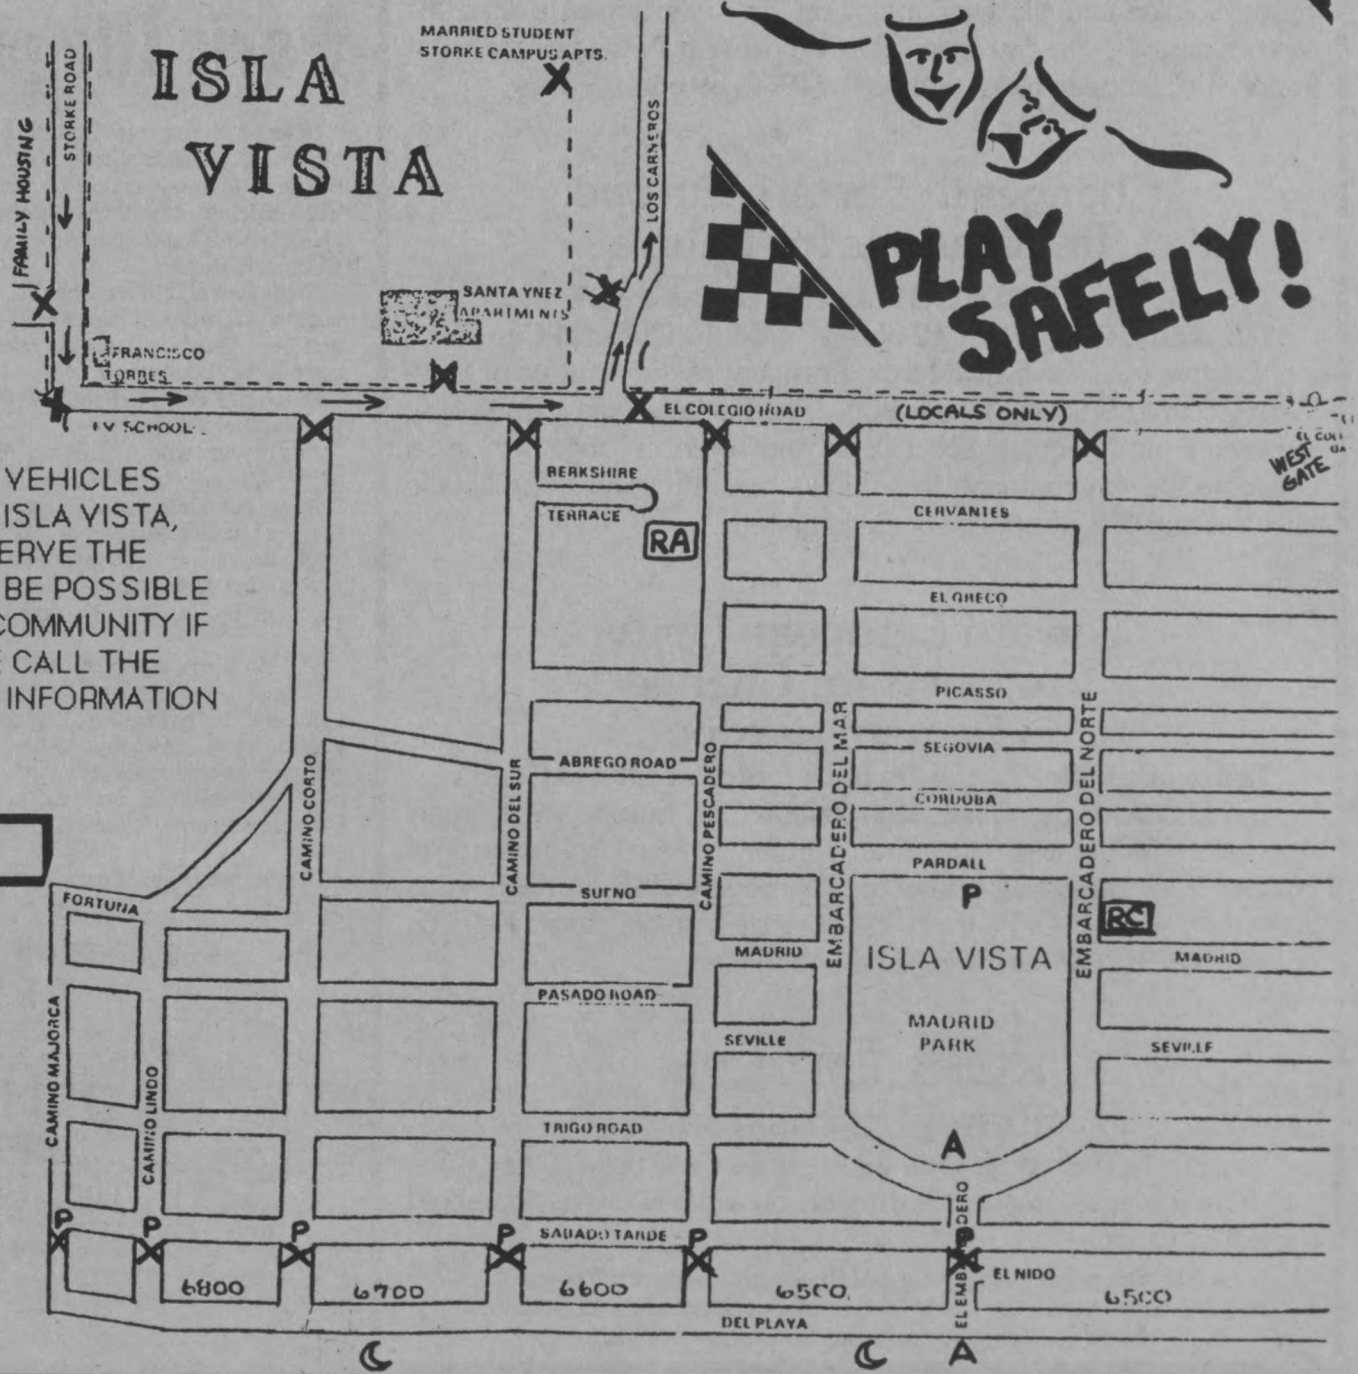 ISLA
VISTA
MARRIED STUDENT
STORKE CAMPUS APTS.
STORKE ROAD
FAMILY HOUSING
LOS CARNEROS
PLAY
SAFELY!
SANTA YNEZ
APARTMENTS
FRANCISCO
TORRES
EL COLEGIO ROAD
(LOCALS ONLY)
I.V SCHOOL
WEST
GATE
VEHICLES
ISLA VISTA,
ERVE THE
BE POSSIBLE
COMMUNITY IF
CALL THE
INFORMATION
BERKSHIRE
TERRACE
RA
CERVANTES
EL GRECO
PICASSO
SEGOVIA
CORDOBA
PARDALL
ABREGO ROAD
CAMINO CORTO
CAMINO DEL SUR
CAMINO PESCADERO
EMBARCADERO DEL MAR
EMBARCADERO DEL NORTE
FORTUNA
SUENO
P
RC
MADRID
ISLA VISTA
MADRID
PASADO ROAD
MADRID
PARK
SEVILLE
SEVILLE
CAMINO MAJORCA
CAMINO LINDO
TRIGO ROAD
A
P
P
P
P
SABADO TARDE
P
P
EL EMB DERO
EL NIDO
6800
6700
6600
6500
6500
DEL PLAYA
A